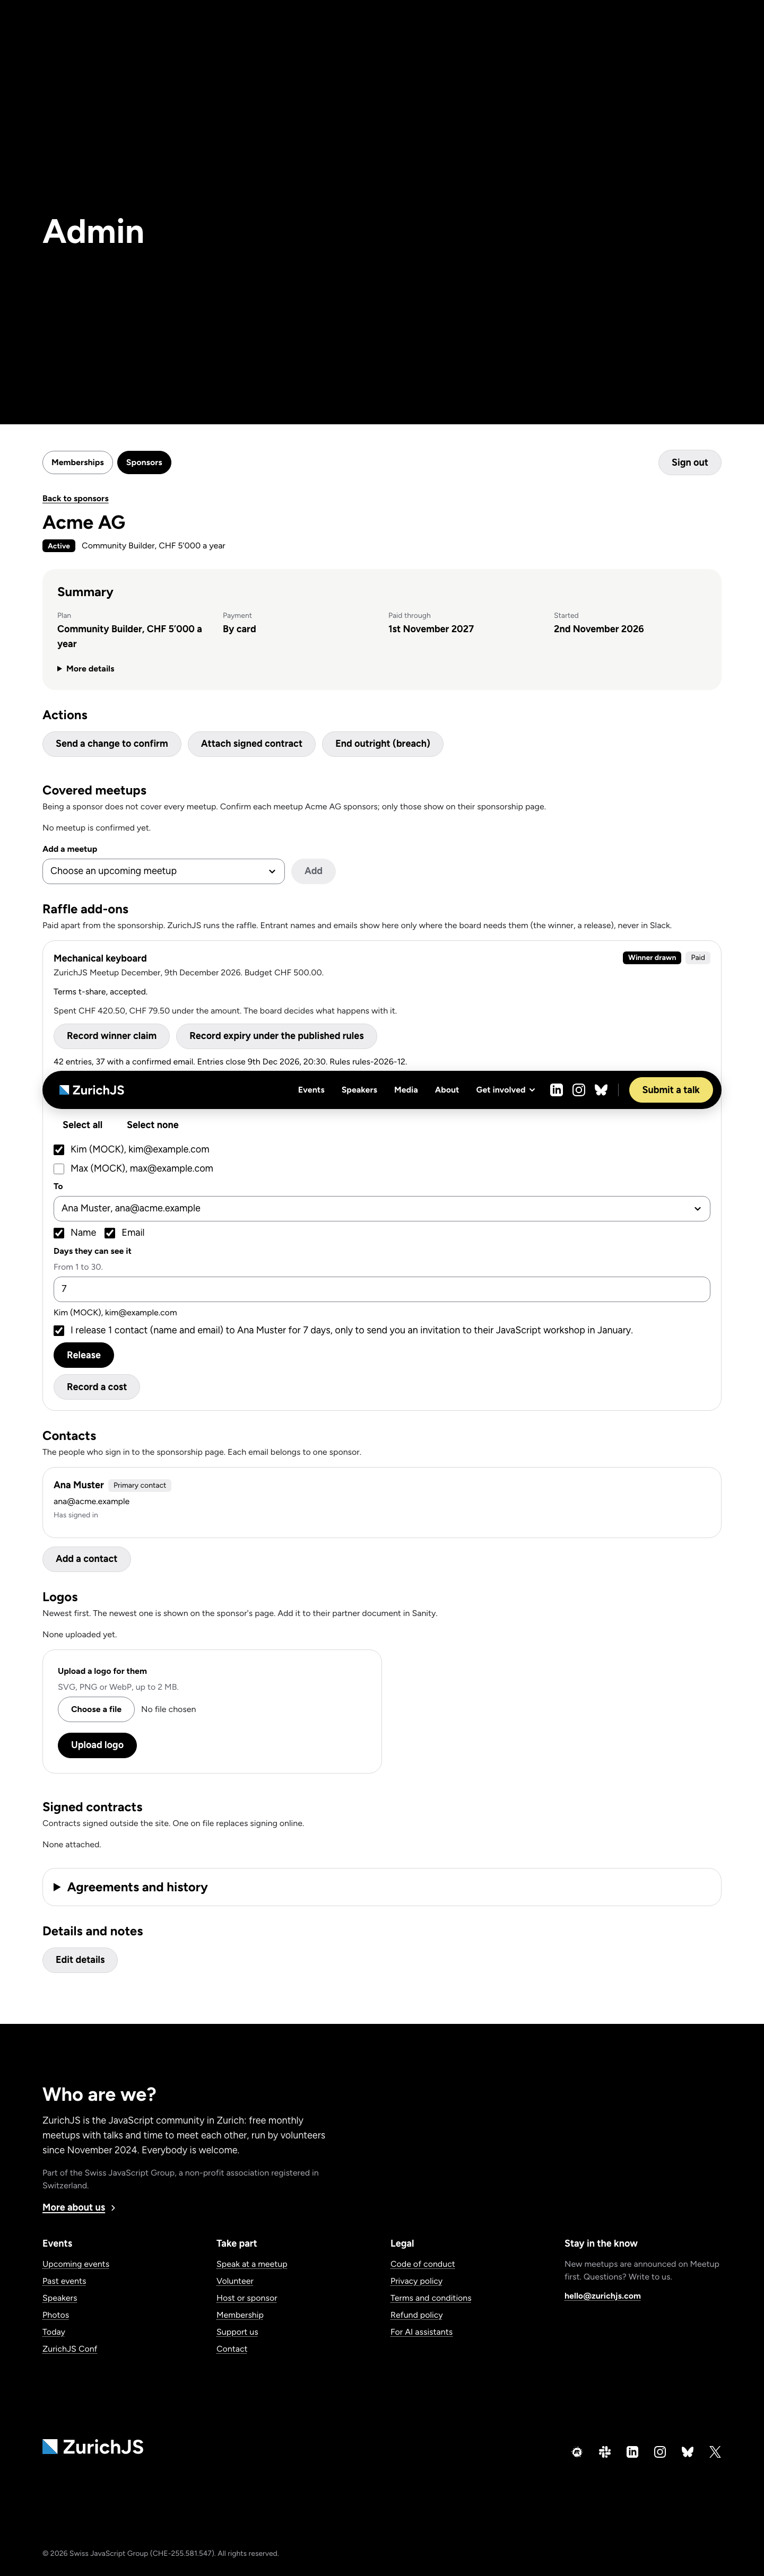 Admin
Memberships
Sponsors
Sign out
Back to sponsors
Acme AG
Active
Community Builder, CHF 5’000 a year
Summary
Plan
Payment
Paid through
Started
Community Builder, CHF 5’000 a
year
By card
1st November 2027
2nd November 2026
More details
Actions
Send a change to confirm
Attach signed contract
End outright (breach)
Covered meetups
Being a sponsor does not cover every meetup. Confirm each meetup Acme AG sponsors; only those show on their sponsorship page.
No meetup is confirmed yet.
Add a meetup
Choose an upcoming meetup
Add
Raffle add-ons
Paid apart from the sponsorship. ZurichJS runs the raffle. Entrant names and emails show here only where the board needs them (the winner, a release), never in Slack.
Mechanical keyboard
Winner drawn
Paid
ZurichJS Meetup December, 9th December 2026. Budget CHF 500.00.
Terms t-share, accepted.
Spent CHF 420.50, CHF 79.50 under the amount. The board decides what happens with it.
Record winner claim
Record expiry under the published rules
42 entries, 37 with a confirmed email. Entries close 9th Dec 2026, 20:30. Rules rules-2026-12.
ZurichJS
Events
Speakers
Media
About
Get involved
Submit a talk
Select all
Select none
Kim (MOCK), kim@example.com
Max (MOCK), max@example.com
To
Ana Muster, ana@acme.example
Name
Email
Days they can see it
From 1 to 30.
7
Kim (MOCK), kim@example.com
I release 1 contact (name and email) to Ana Muster for 7 days, only to send you an invitation to their JavaScript workshop in January.
Release
Record a cost
Contacts
The people who sign in to the sponsorship page. Each email belongs to one sponsor.
Ana Muster
Primary contact
ana@acme.example
Has signed in
Add a contact
Logos
Newest first. The newest one is shown on the sponsor's page. Add it to their partner document in Sanity.
None uploaded yet.
Upload a logo for them
SVG, PNG or WebP, up to 2 MB.
Choose a file
No file chosen
Upload logo
Signed contracts
Contracts signed outside the site. One on file replaces signing online.
None attached.
Agreements and history
Details and notes
Edit details
Who are we?
ZurichJS is the JavaScript community in Zurich: free monthly
meetups with talks and time to meet each other, run by volunteers
since November 2024. Everybody is welcome.
Part of the Swiss JavaScript Group, a non-profit association registered in
Switzerland.
More about us
Events
Upcoming events
Past events
Speakers
Photos
Today
ZurichJS Conf
Take part
Speak at a meetup
Volunteer
Host or sponsor
Membership
Support us
Contact
Legal
Code of conduct
Privacy policy
Terms and conditions
Refund policy
For AI assistants
Stay in the know
New meetups are announced on Meetup
first. Questions? Write to us.
hello@zurichjs.com
ZurichJS
© 2026 Swiss JavaScript Group (CHE-255.581.547). All rights reserved.